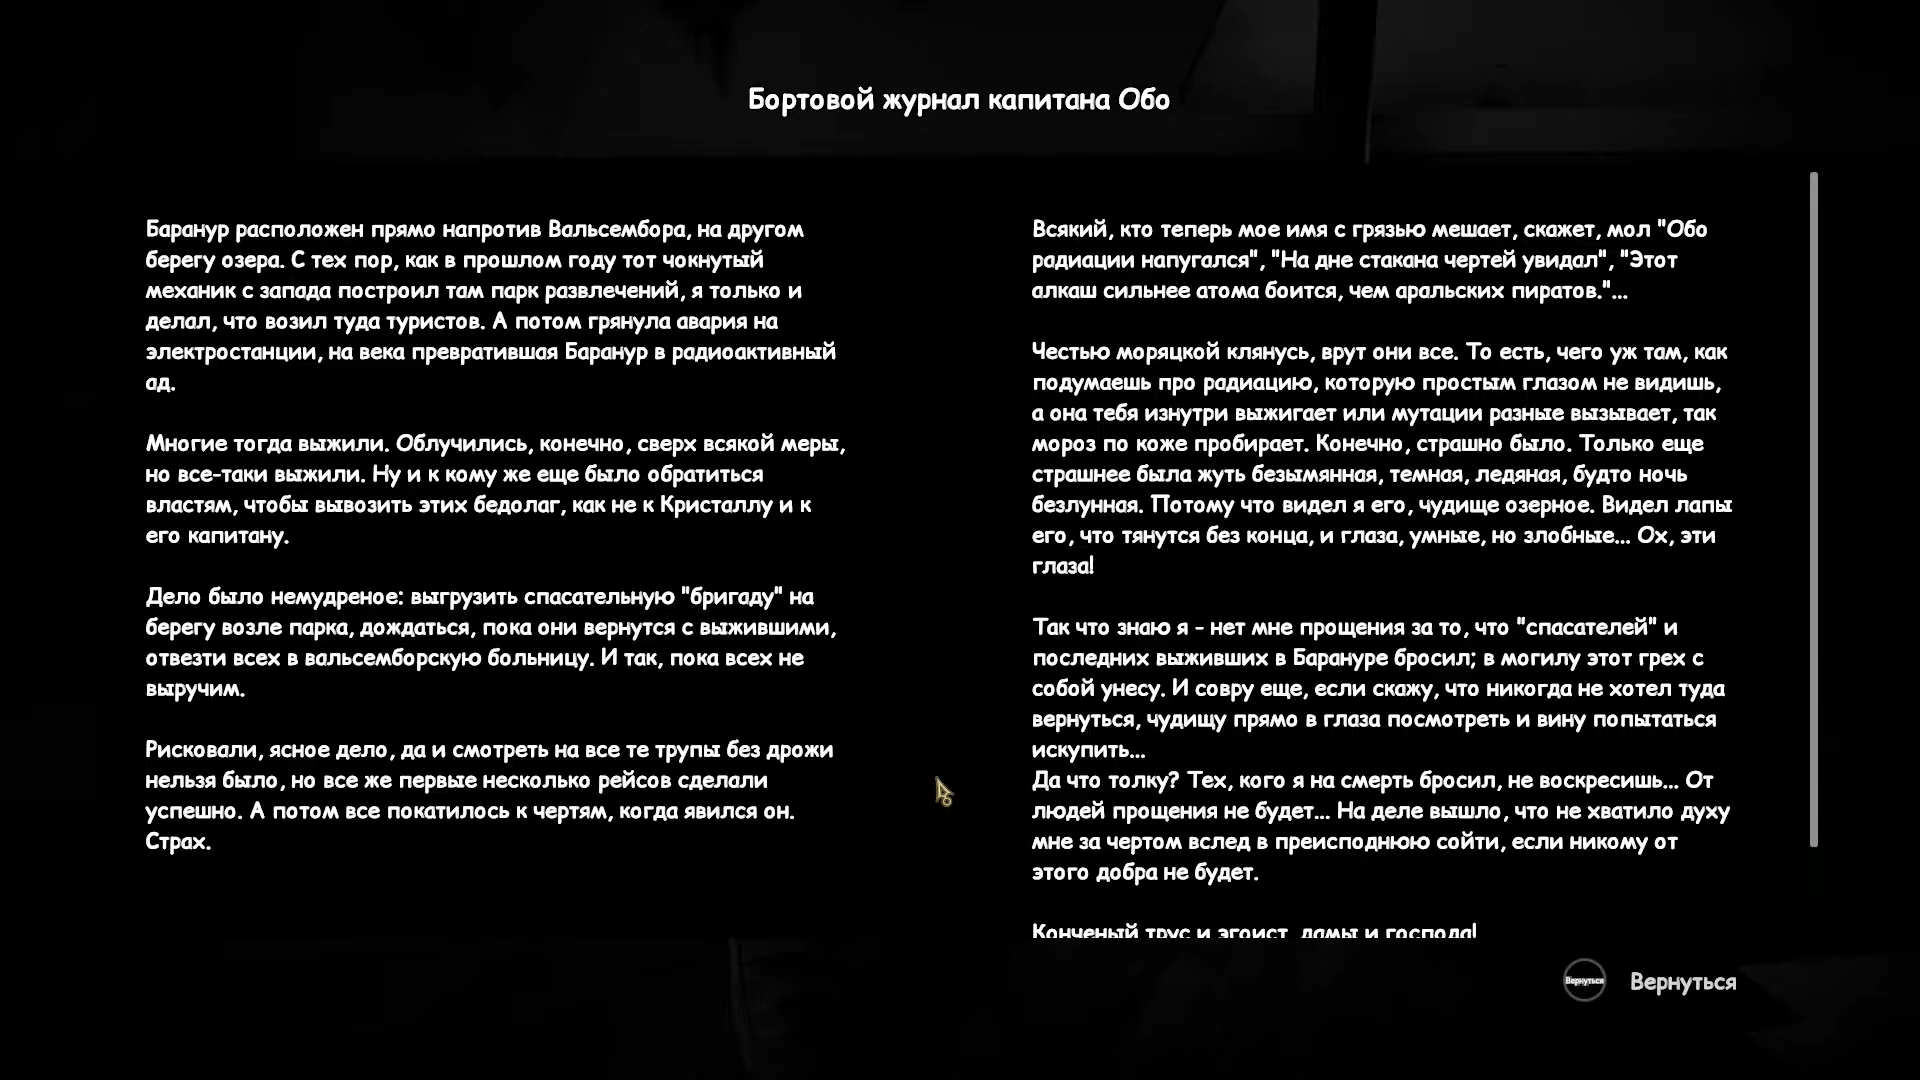 Бортовой журнал капитана Обо
Баранур расположен прямо напротив Вальсембора, на другом
берегу озера. С тех пор, как в прошлом году тот чокнутый
механик с запада построил там парк развлечений, я только и
делал, что возил туда туристов. А потом грянула авария на
электростанции, на века превратившая Баранур в радиоактивный
ад.
Многие тогда выжили. Облучились, конечно, сверх всякой меры,
но все-таки выжили. Ну и к кому же еще было обратиться
властям, чтобы вывозить этих бедолаг, как не к Кристаллу и к
его капитану.
Дело было немудреное: выгрузить спасательную "бригаду" на
берегу возле парка, дождаться, пока они вернутся с выжившими,
отвезти всех в вальсемборскую больницу. И так, пока всех не
выручим.
Рисковали, ясное дело, да и смотреть на все те трупы без дрожи
нельзя было, но все же первые несколько рейсов сделали
успешно. А потом все покатилось к чертям, когда явился он.
Страх.
Всякий, кто теперь мое имя с грязью мешает, скажет, мол "Обо
радиации напугался", "На дне стакана чертей увидал", "Этот
алкаш сильнее атома боится, чем аральских пиратов."...
Честью моряцкой клянусь, врут они все. То есть, чего уж там, как
подумаешь про радиацию, которую простым глазом не видишь,
а она тебя изнутри выжигает или мутации разные вызывает, так
мороз по коже пробирает. Конечно, страшно было. Только еще
страшнее была жуть безымянная, темная, ледяная, будто ночь
безлунная. Потому что видел я его, чудище озерное. Видел лапы
его, что тянутся без конца, и глаза, умные, но злобные... Ох, эти
глаза!
Так что знаю я - нет мне прощения за то, что "спасателей" и
последних выживших в Барануре бросил; в могилу этот грех с
собой унесу. И совру еще, если скажу, что никогда не хотел туда
вернуться, чудищу прямо в глаза посмотреть и вину попытаться
искупить...
Да что толку? Тех, кого я на смерть бросил, не воскресишь... От
людей прощения не будет... На деле вышло, что не хватило духу
мне за чертом вслед в преисподнюю сойти, если никому от
этого добра не будет.
Конченый трус и эгоист, дамы и господа!
Вернуться
Вернуться